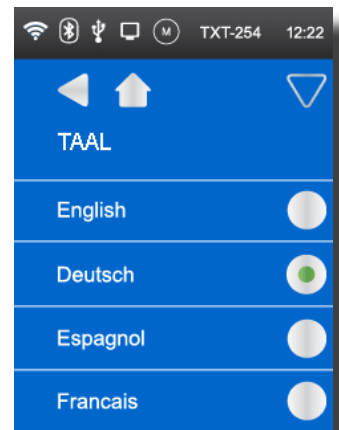 M TXT-254 12:22
TAAL
English
Deutsch
Espagnol
Francais